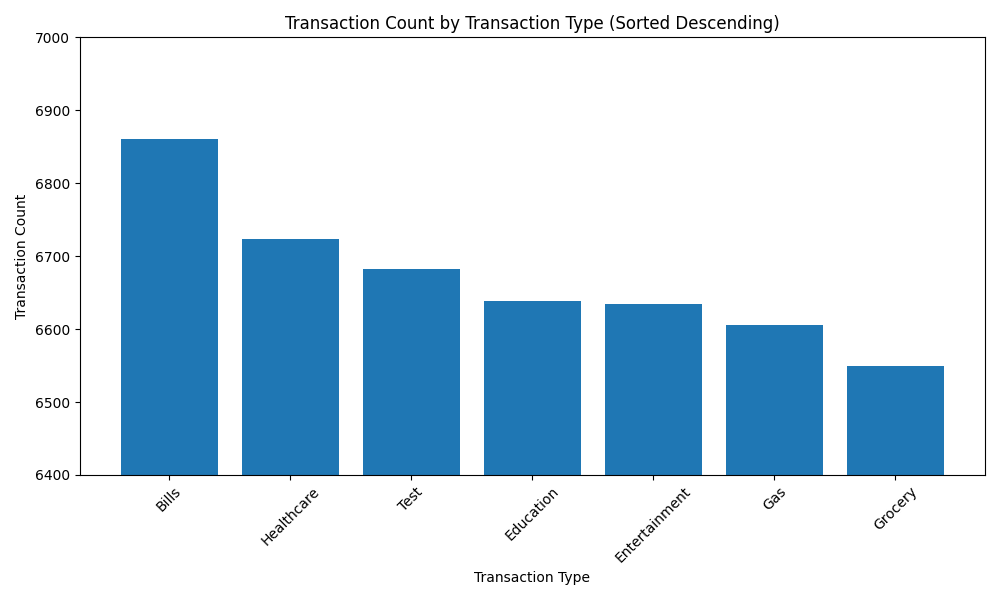 Transaction Count by Transaction Type (Sorted Descending)
7000
6900
6800
6700
6600
6500
6400
Transaction Count
Bills
Healthcare
Test
Education
Entertainment
Gas
Grocery
Transaction Type